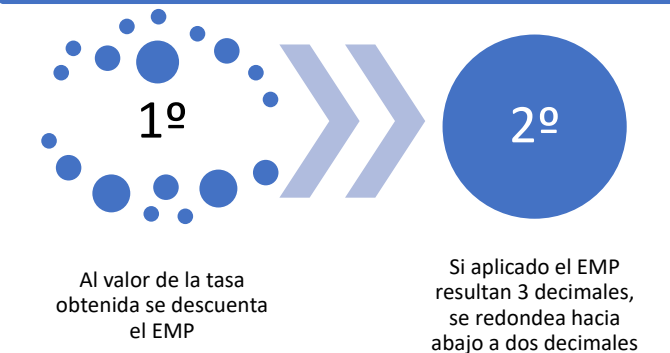 1º
2º
Al valor de la tasa
obtenida se descuenta
el EMP
Si aplicado el EMP
resultan 3 decimales,
se redondea hacia
abajo a dos decimales